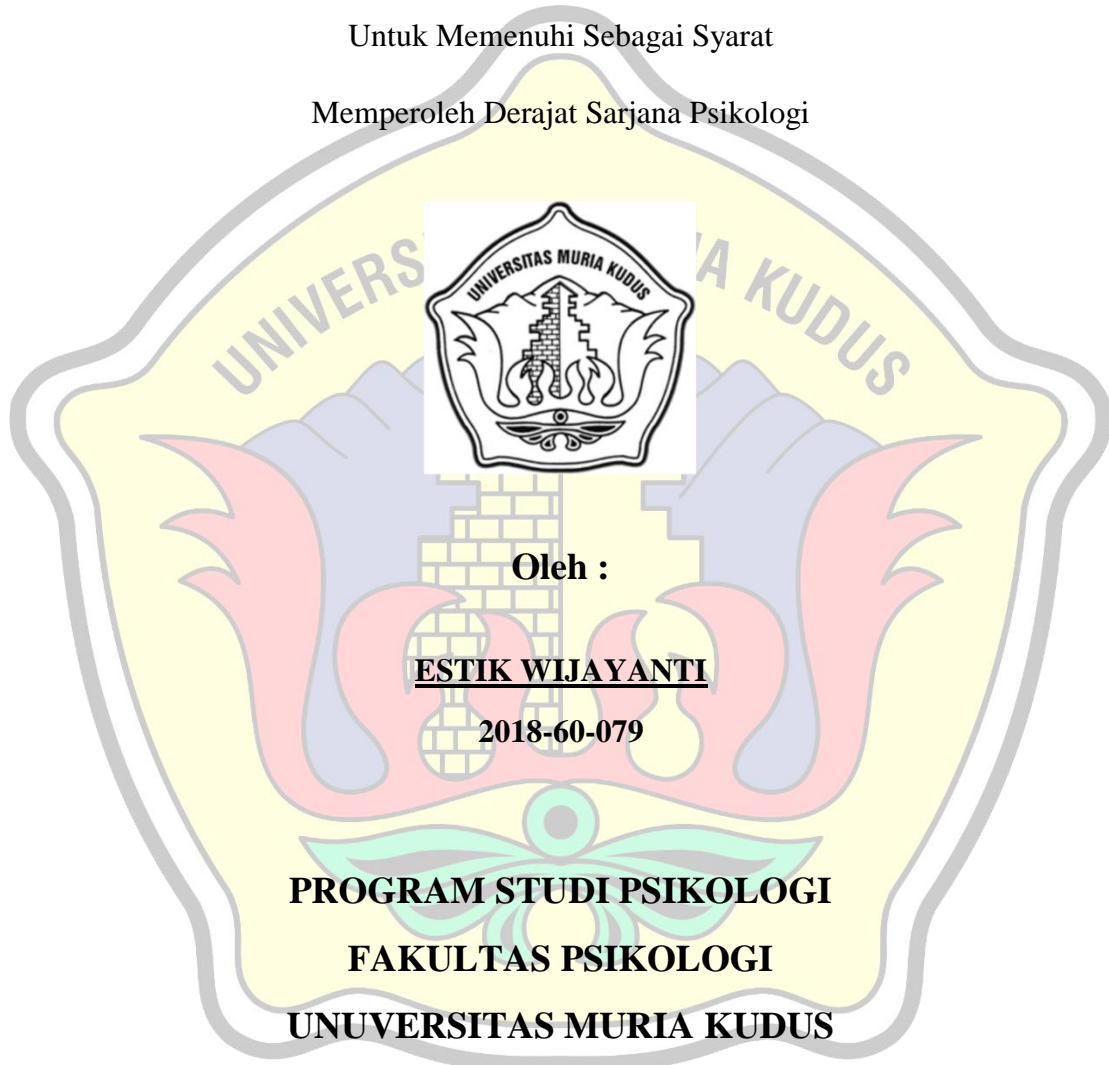 Untuk Memenuhi Sebagai Syarat
Memperoleh Derajat Sarjana Psikologi
UNIVERSITAS MURIA KUDUS
Oleh :
ESTIK WIJAYANTI
2018-60-079
PROGRAM STUDI PSIKOLOGI
FAKULTAS PSIKOLOGI
UNUVERSITAS MURIA KUDUS